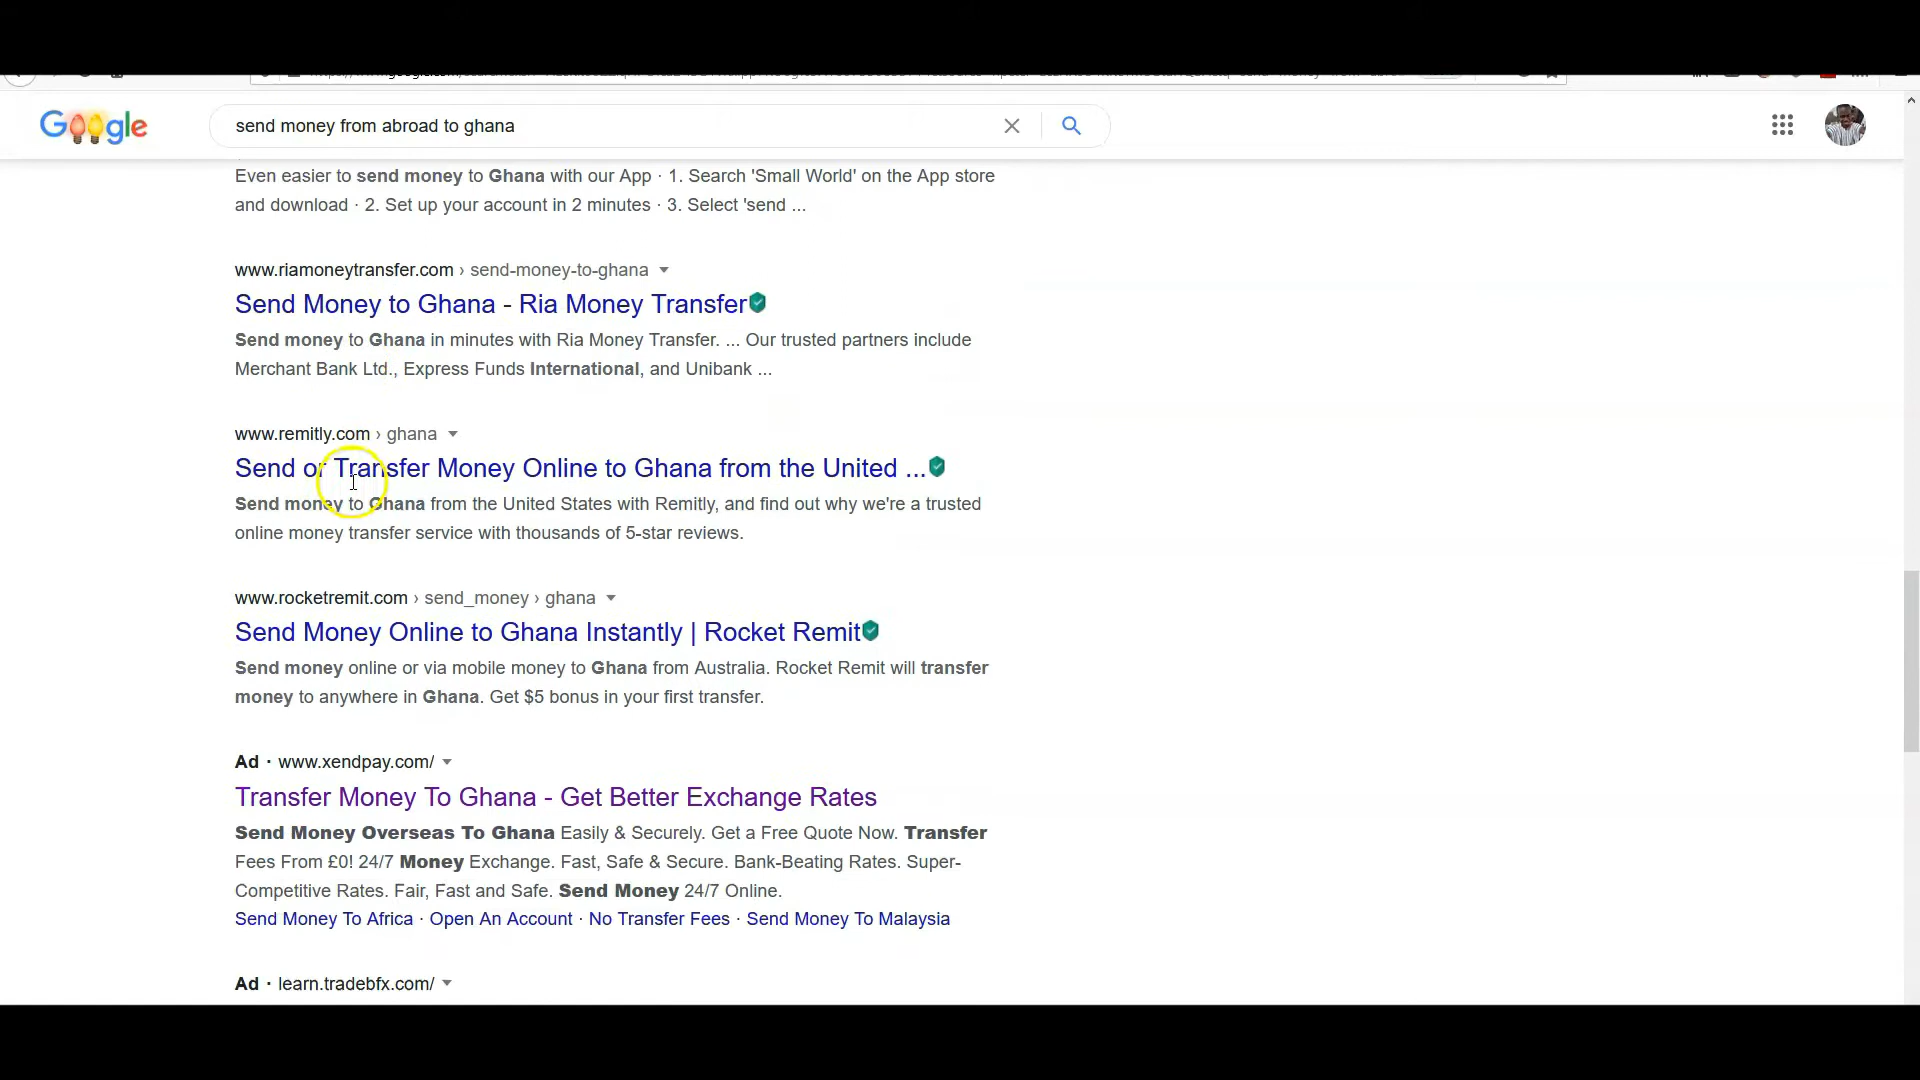 Google
send money from abroad to ghana
Even easier to send money to Ghana with our App · 1. Search 'Small World' on the App store
and download · 2. Set up your account in 2 minutes · 3. Select 'send ...
www.riamoneytransfer.com › send-money-to-ghana
Send Money to Ghana - Ria Money Transfer
Send money to Ghana in minutes with Ria Money Transfer. ... Our trusted partners include
Merchant Bank Ltd., Express Funds International, and Unibank ...
www.remitly.com › ghana
Send or Transfer Money Online to Ghana from the United ...
Send money to Ghana from the United States with Remitly, and find out why we're a trusted
online money transfer service with thousands of 5-star reviews.
www.rocketremit.com › send_money › ghana
Send Money Online to Ghana Instantly | Rocket Remit
Send money online or via mobile money to Ghana from Australia. Rocket Remit will transfer
money to anywhere in Ghana. Get $5 bonus in your first transfer.
Ad · www.xendpay.com/
Transfer Money To Ghana - Get Better Exchange Rates
Send Money Overseas To Ghana Easily & Securely. Get a Free Quote Now. Transfer
Fees From £0! 24/7 Money Exchange. Fast, Safe & Secure. Bank-Beating Rates. Super-
Competitive Rates. Fair, Fast and Safe. Send Money 24/7 Online.
Send Money To Africa · Open An Account · No Transfer Fees · Send Money To Malaysia
Ad · learn.tradebfx.com/